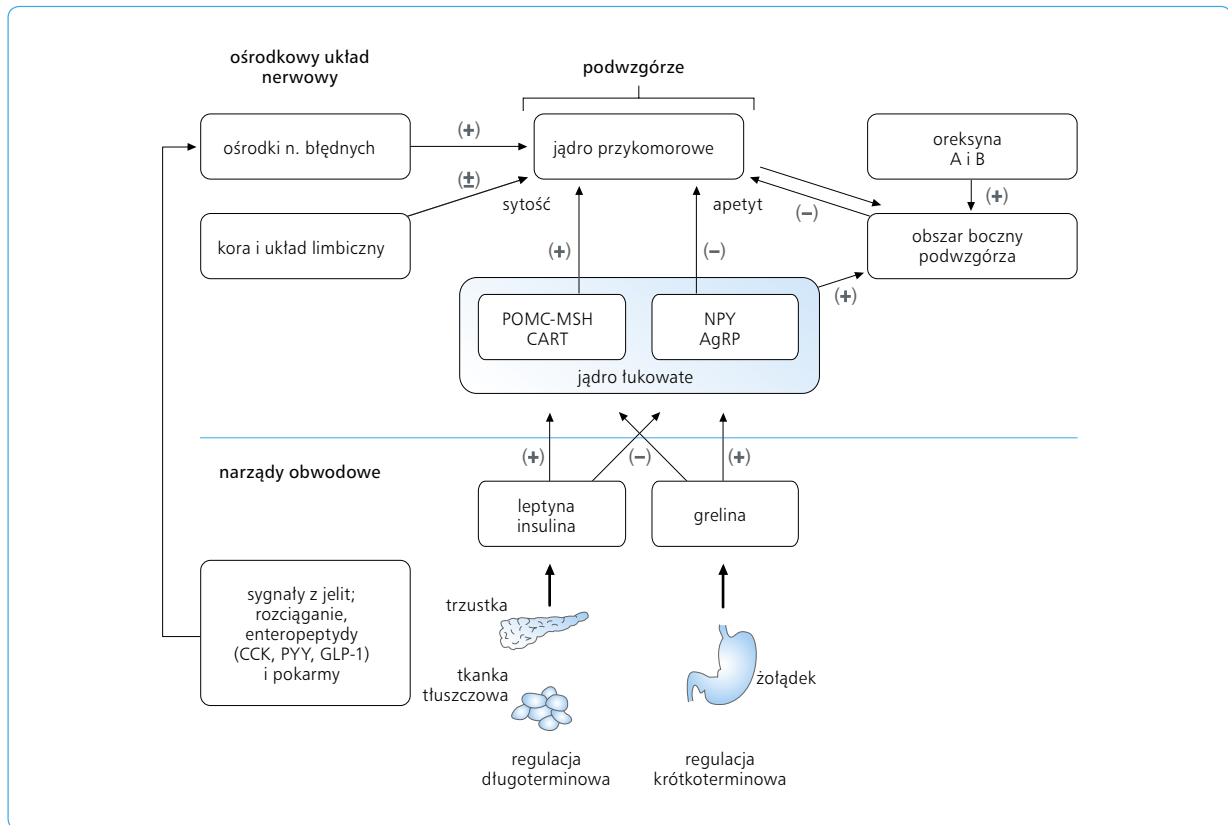 ośrodkowy układ
nerwowy
podwzgórze
ośrodki n. błędnych
(+)
jądro przykomorowe
oreksyna
A i B
(±)
sytość
apetyt
(–)
(+)
kora i układ limbiczny
obszar boczny
podwzgórza
(+)
(–)
(+)
POMC-MSH
CART
NPY
AgRP
jądro łukowate
(+)
(–)
(+)
narządy obwodowe
leptyna
insulina
grelina
sygnały z jelit;
rozciąganie,
enteropeptydy
(CCK, PYY, GLP-1)
i pokarmy
trzustka
tkanka
tłuszczowa
żołądek
regulacja
długoterminowa
regulacja
krótkoterminowa